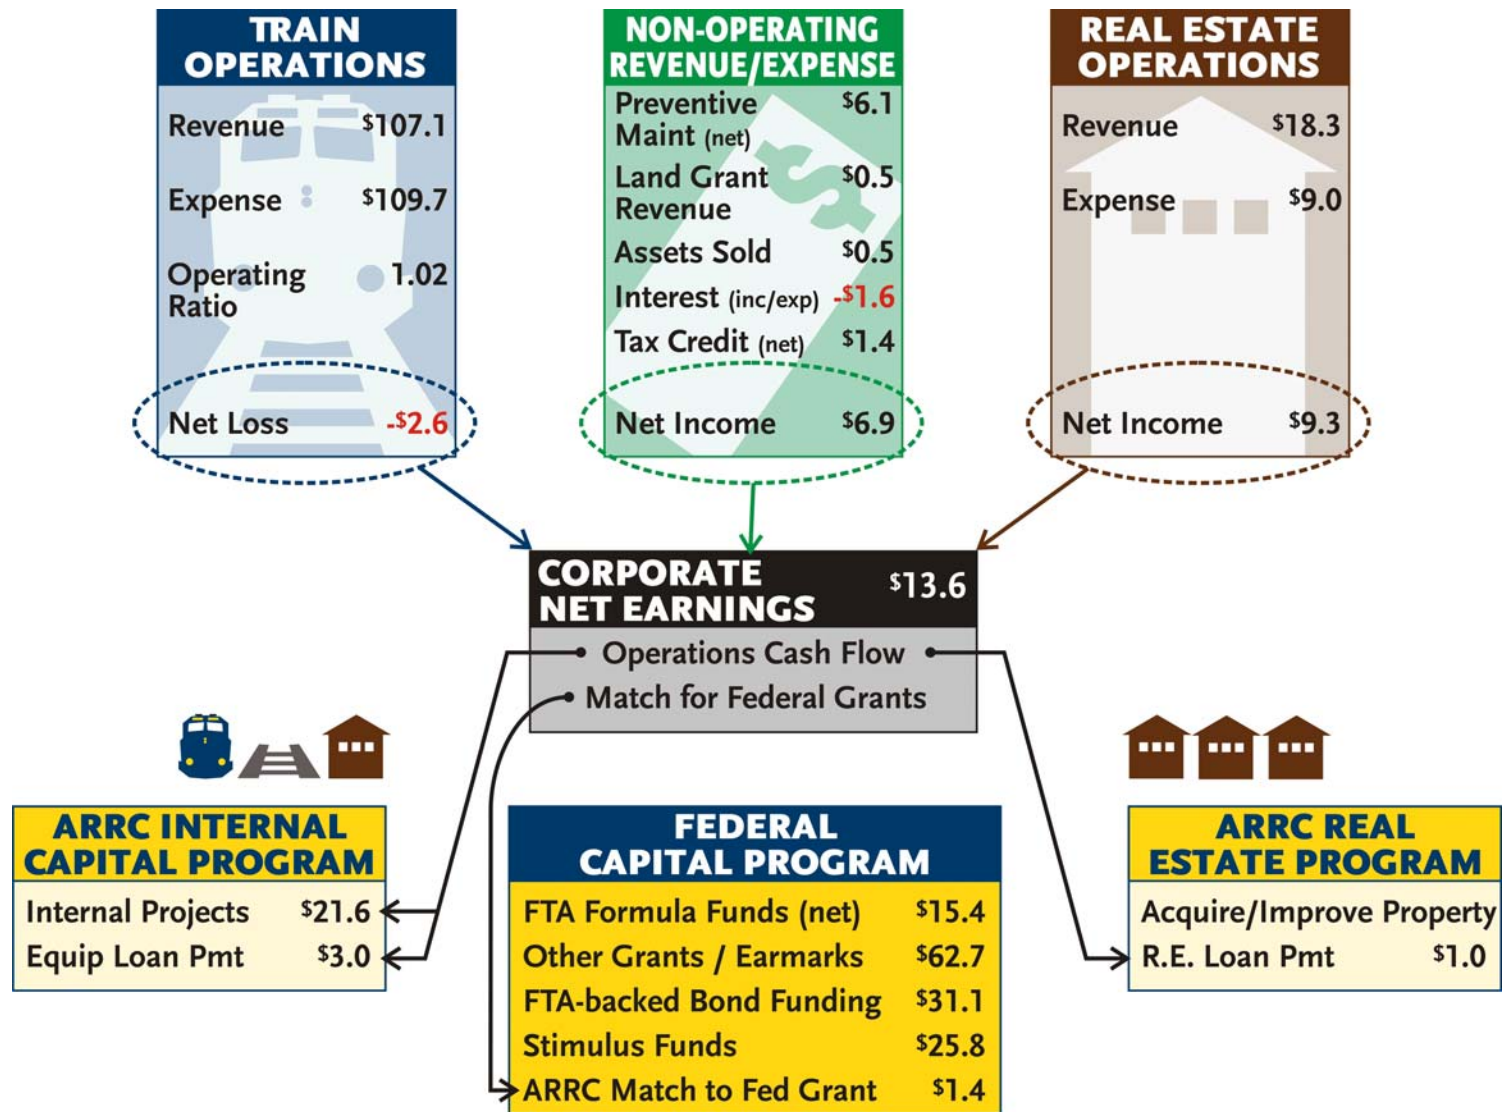 TRAIN
OPERATIONS
Revenue $107.1
Expense $109.7
Operating 1.02
Ratio
Net Loss -$2.6
NON-OPERATING
REVENUE/EXPENSE
Preventive $6.1
Maint (net)
Land Grant $0.5
Revenue
Assets Sold $0.5
Interest (inc/exp) -$1.6
Tax Credit (net) $1.4
Net Income $6.9
REAL ESTATE
OPERATIONS
Revenue $18.3
Expense $9.0
Net Income $9.3
CORPORATE
NET EARNINGS $13.6
Operations Cash Flow
Match for Federal Grants
ARRC INTERNAL
CAPITAL PROGRAM
Internal Projects $21.6
Equip Loan Pmt $3.0
FEDERAL
CAPITAL PROGRAM
FTA Formula Funds (net) $15.4
Other Grants / Earmarks $62.7
FTA-backed Bond Funding $31.1
Stimulus Funds $25.8
ARRC Match to Fed Grant $1.4
ARRC REAL
ESTATE PROGRAM
Acquire/Improve Property
R.E. Loan Pmt $1.0